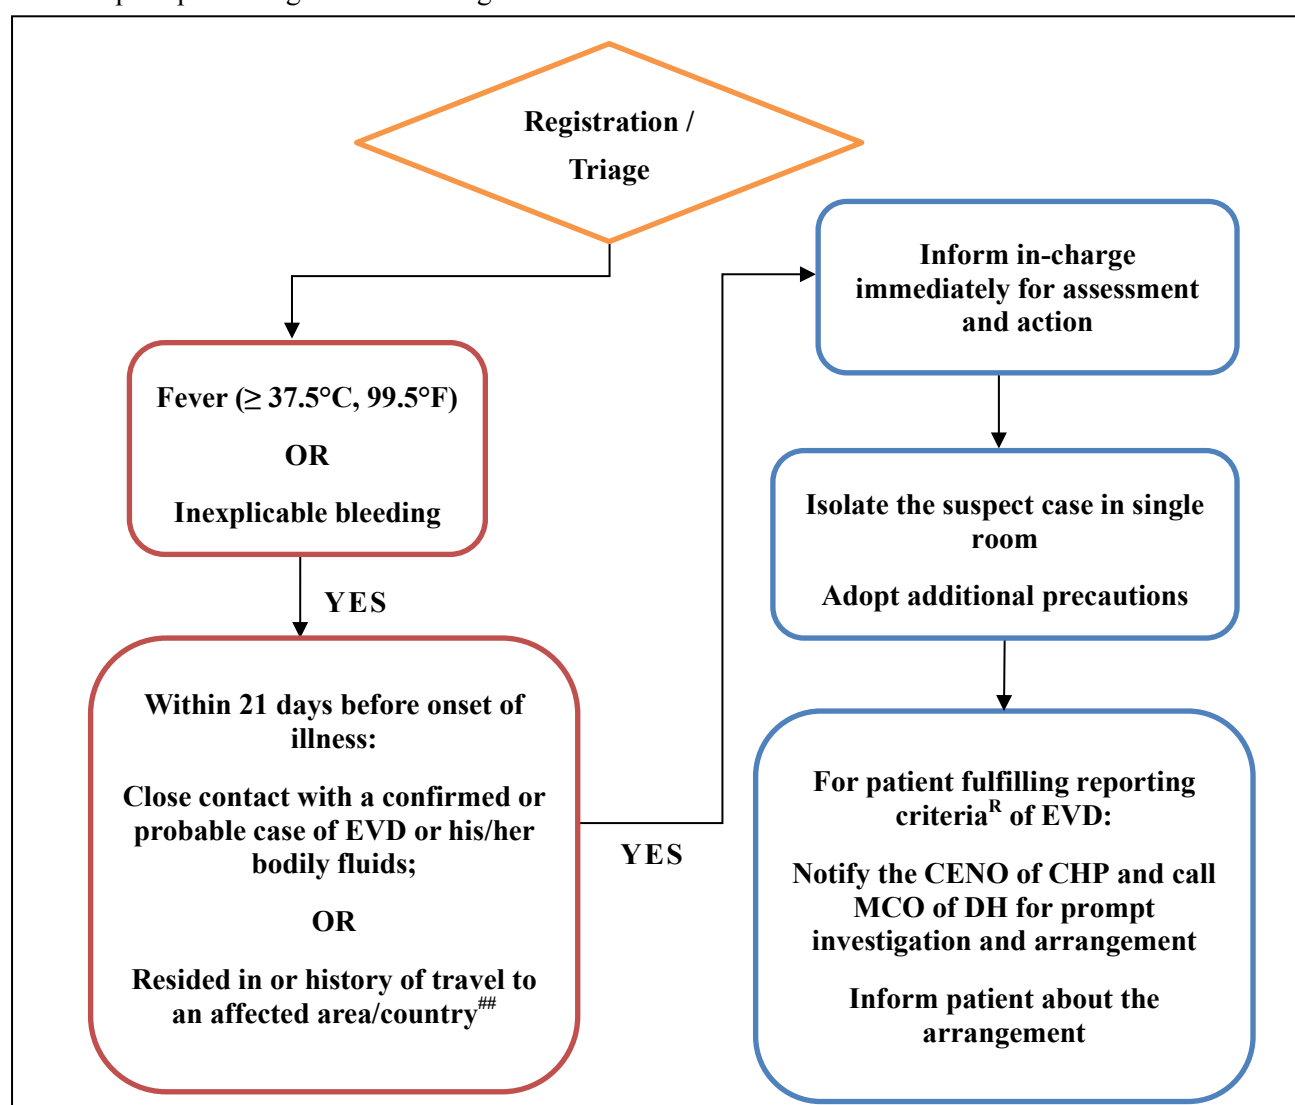 Registration /
Triage
Fever (≥ 37.5°C, 99.5°F)
OR
Inexplicable bleeding
YES
Within 21 days before onset of
illness:
Close contact with a confirmed or
probable case of EVD or his/her
bodily fluids;
OR
Resided in or history of travel to
an affected area/country##
YES
Inform in-charge
immediately for assessment
and action
Isolate the suspect case in single
room
Adopt additional precautions
For patient fulfilling reporting
criteriaR of EVD:
Notify the CENO of CHP and call
MCO of DH for prompt
investigation and arrangement
Inform patient about the
arrangement